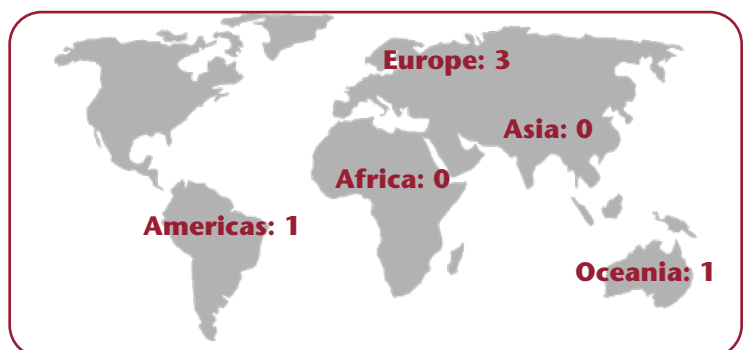 Europe: 3
Asia: 0
Africa: 0
Americas: 1
Oceania: 1